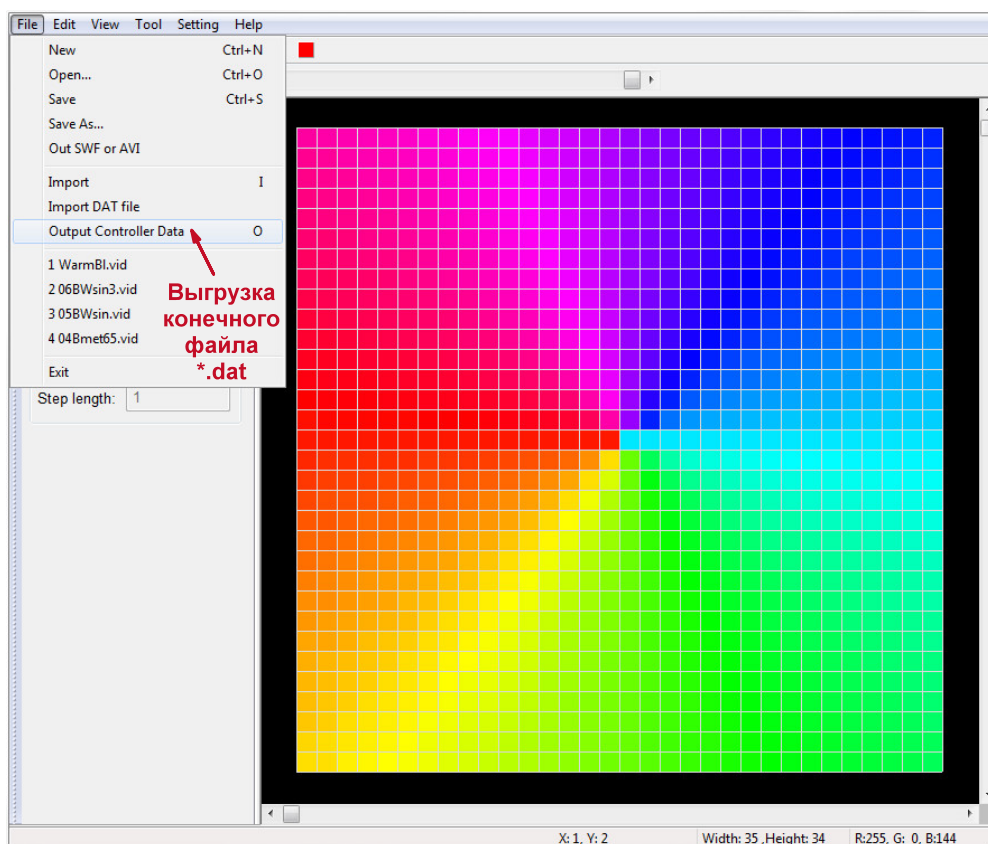 File Edit View Tool Setting Help
New Ctrl+N
Open... Ctrl+O
Save Ctrl+S
Save As...
Out SWF or AVI
Import I
Import DAT file
Output Controller Data O
1 WarmBl.vid
2 06BWsin3.vid
3 05BWsin.vid
4 04Bmet65.vid
Exit
Выгрузка
конечного
файла
*.dat
Step length: 1
X: 1, Y: 2 Width: 35 ,Height: 34 R:255, G: 0, B:144